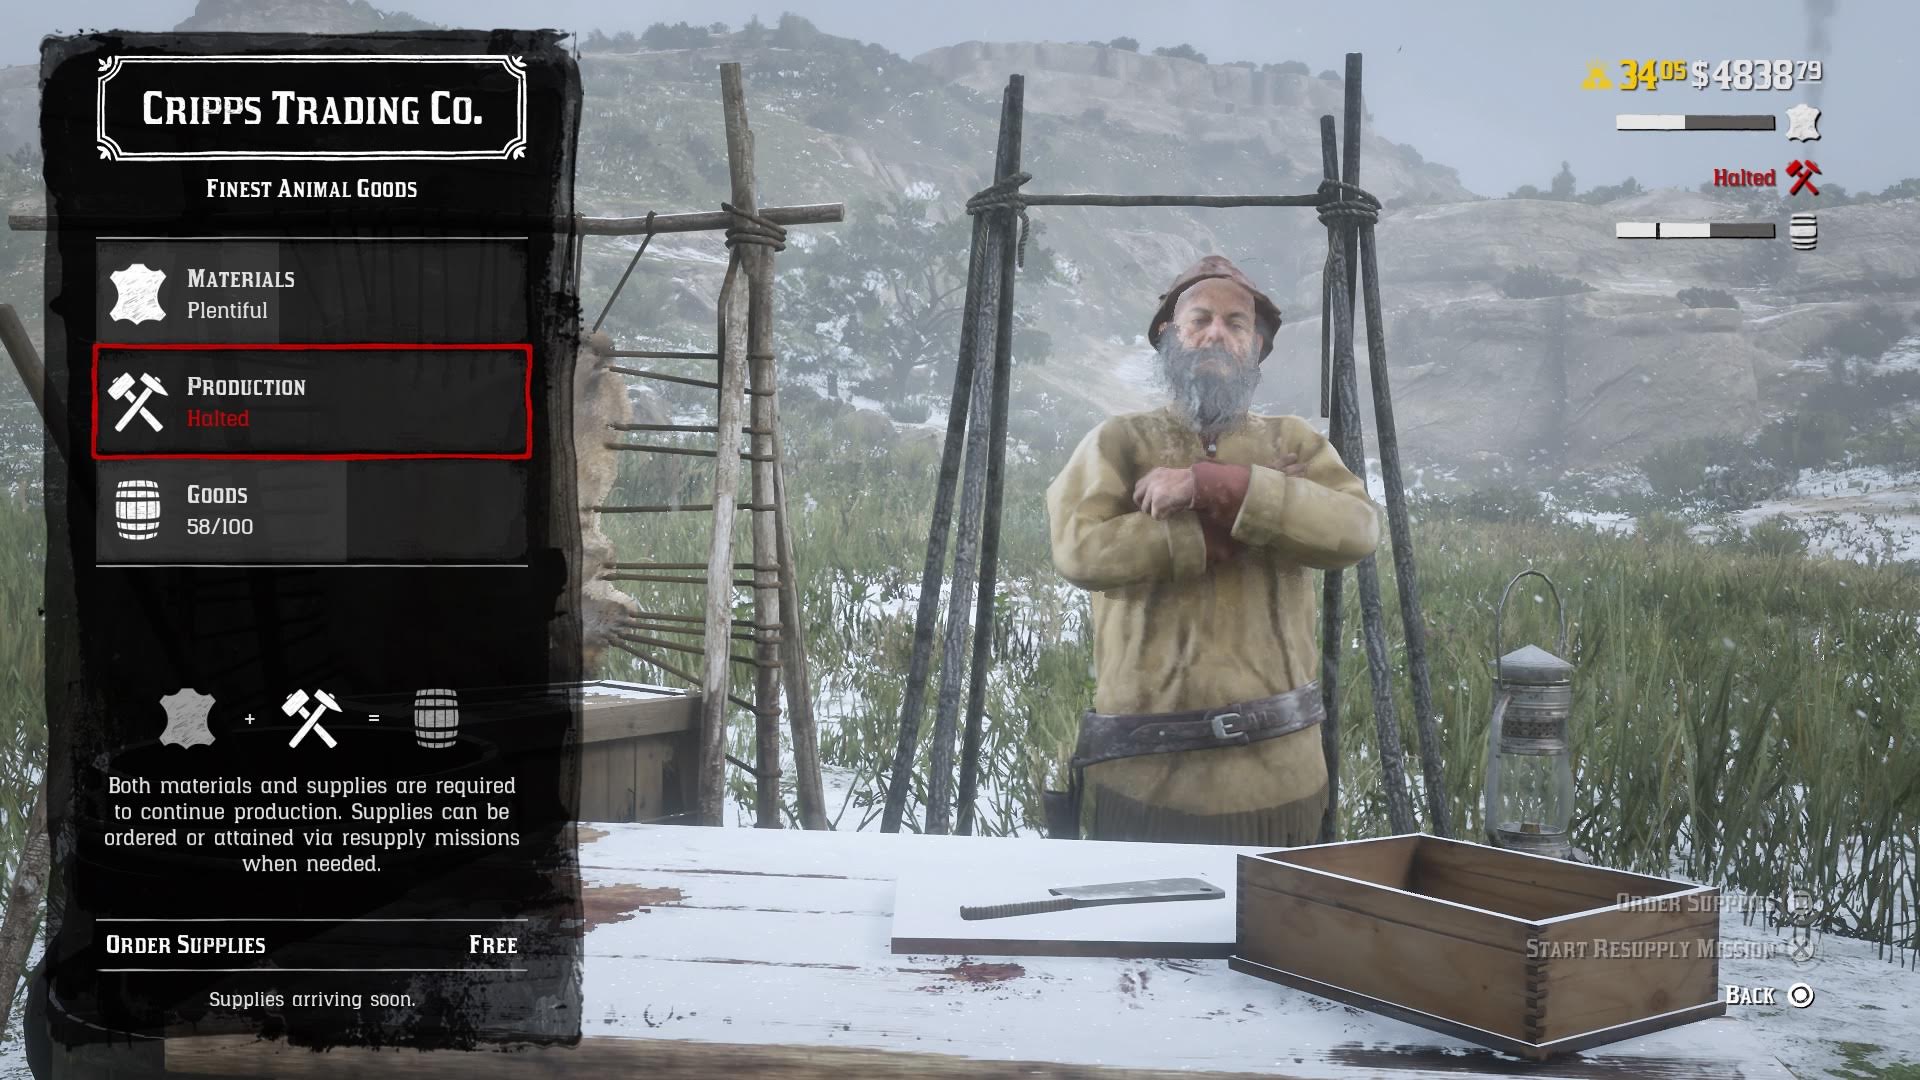 Cripps Trading Co.
Finest Animal Goods
Materials
Plentiful
Production
Halted
Goods
58/100
+ =
Both materials and supplies are required
to continue production. Supplies can be
ordered or attained via resupply missions
when needed.
Order Supplies Free
Supplies arriving soon.
34.05 $4838.79
Halted
Order Supplies
Start Resupply Mission
Back